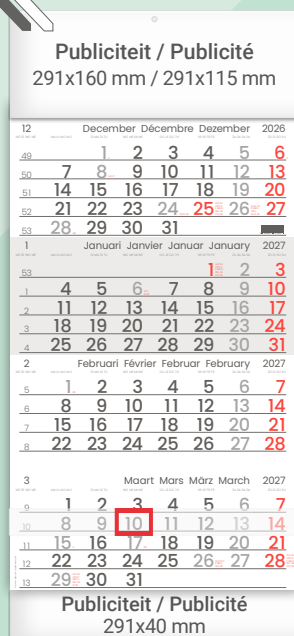 Publiciteit / Publicité
291x160 mm / 291x115 mm
12 December Décembre Dezember 2026
49 1 2 3 4 5 6
50 7 8 9 10 11 12 13
51 14 15 16 17 18 19 20
52 21 22 23 24 25 26 27
53 28 29 30 31
1 Januari Janvier Januar January 2027
53 1 2 3
1 4 5 6 7 8 9 10
2 11 12 13 14 15 16 17
3 18 19 20 21 22 23 24
4 25 26 27 28 29 30 31
2 Februari Février Februar February 2027
5 1 2 3 4 5 6 7
6 8 9 10 11 12 13 14
7 15 16 17 18 19 20 21
8 22 23 24 25 26 27 28
3 Maart Mars März March 2027
9 1 2 3 4 5 6 7
10 8 9 10 11 12 13 14
11 15 16 17 18 19 20 21
12 22 23 24 25 26 27 28
13 29 30 31
Publiciteit / Publicité
291x40 mm